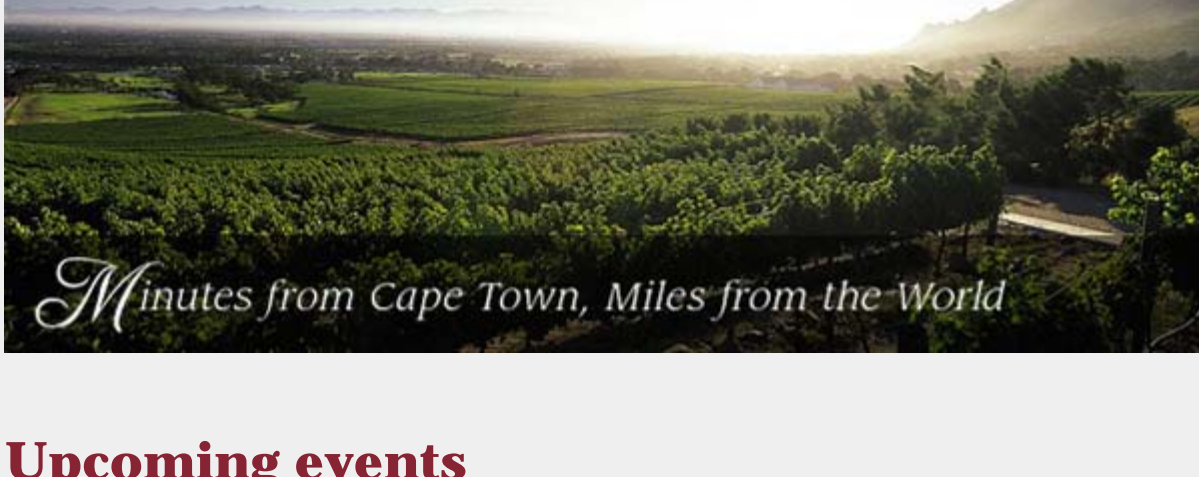 Minutes from Cape Town, Miles from the World
Upcoming events